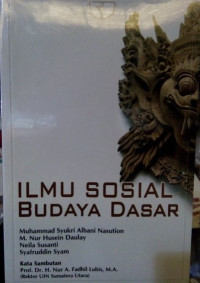 ILMU SOSIAL
BUDAYA DASAR
Muhammad Syukri Albani Nasution
M. Nur Husein Daulay
Neila Susanti
Syafruddin Syam
Kata Sambutan
Prof. Dr. H. Nur A. Fadhil Lubis, M.A.
(Rektor UIN Sumatera Utara)